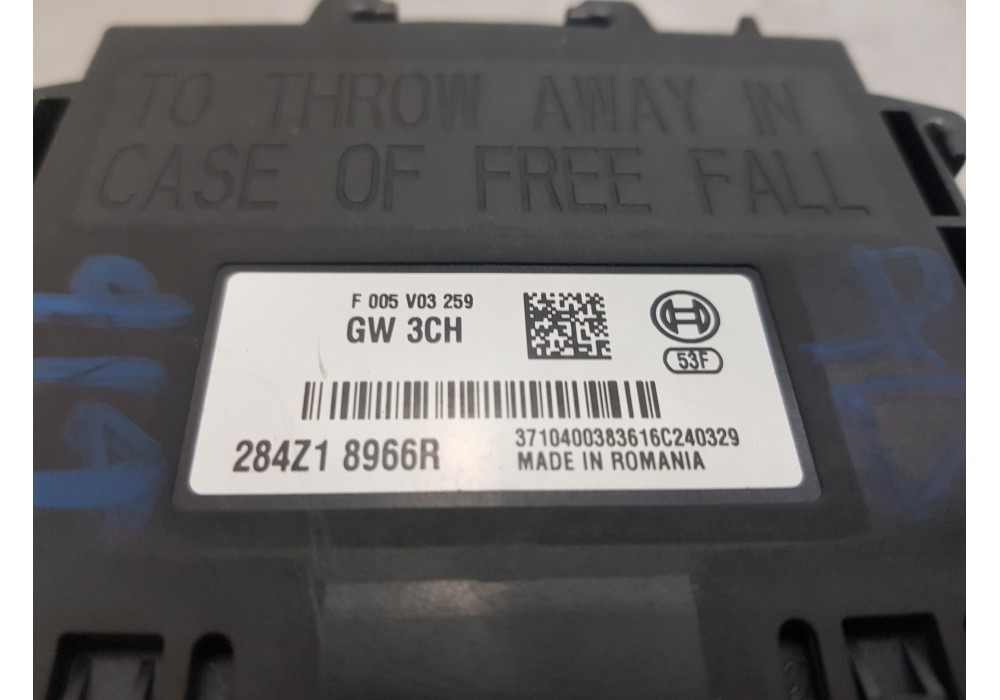 TO THROW AWAY IN
CASE OF FREE FALL
F 005 V03 259
GW 3CH
53F
284Z1 8966R
3710400383616C240329
MADE IN ROMANIA